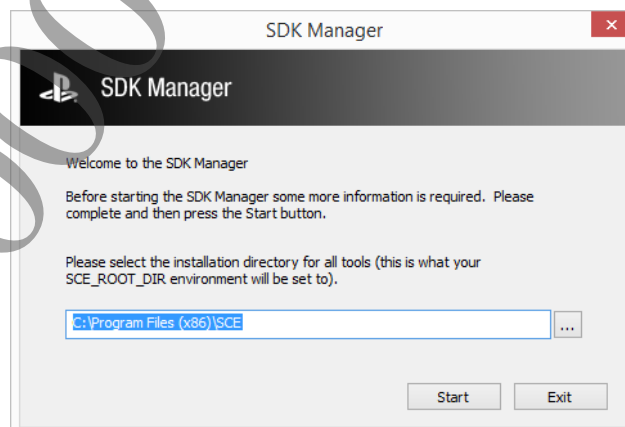 SDK Manager
SDK Manager
Welcome to the SDK Manager
Before starting the SDK Manager some more information is required. Please
complete and then press the Start button.
Please select the installation directory for all tools (this is what your
SCE_ROOT_DIR environment will be set to).
C:\Program Files (x86)\SCE
...
Start
Exit